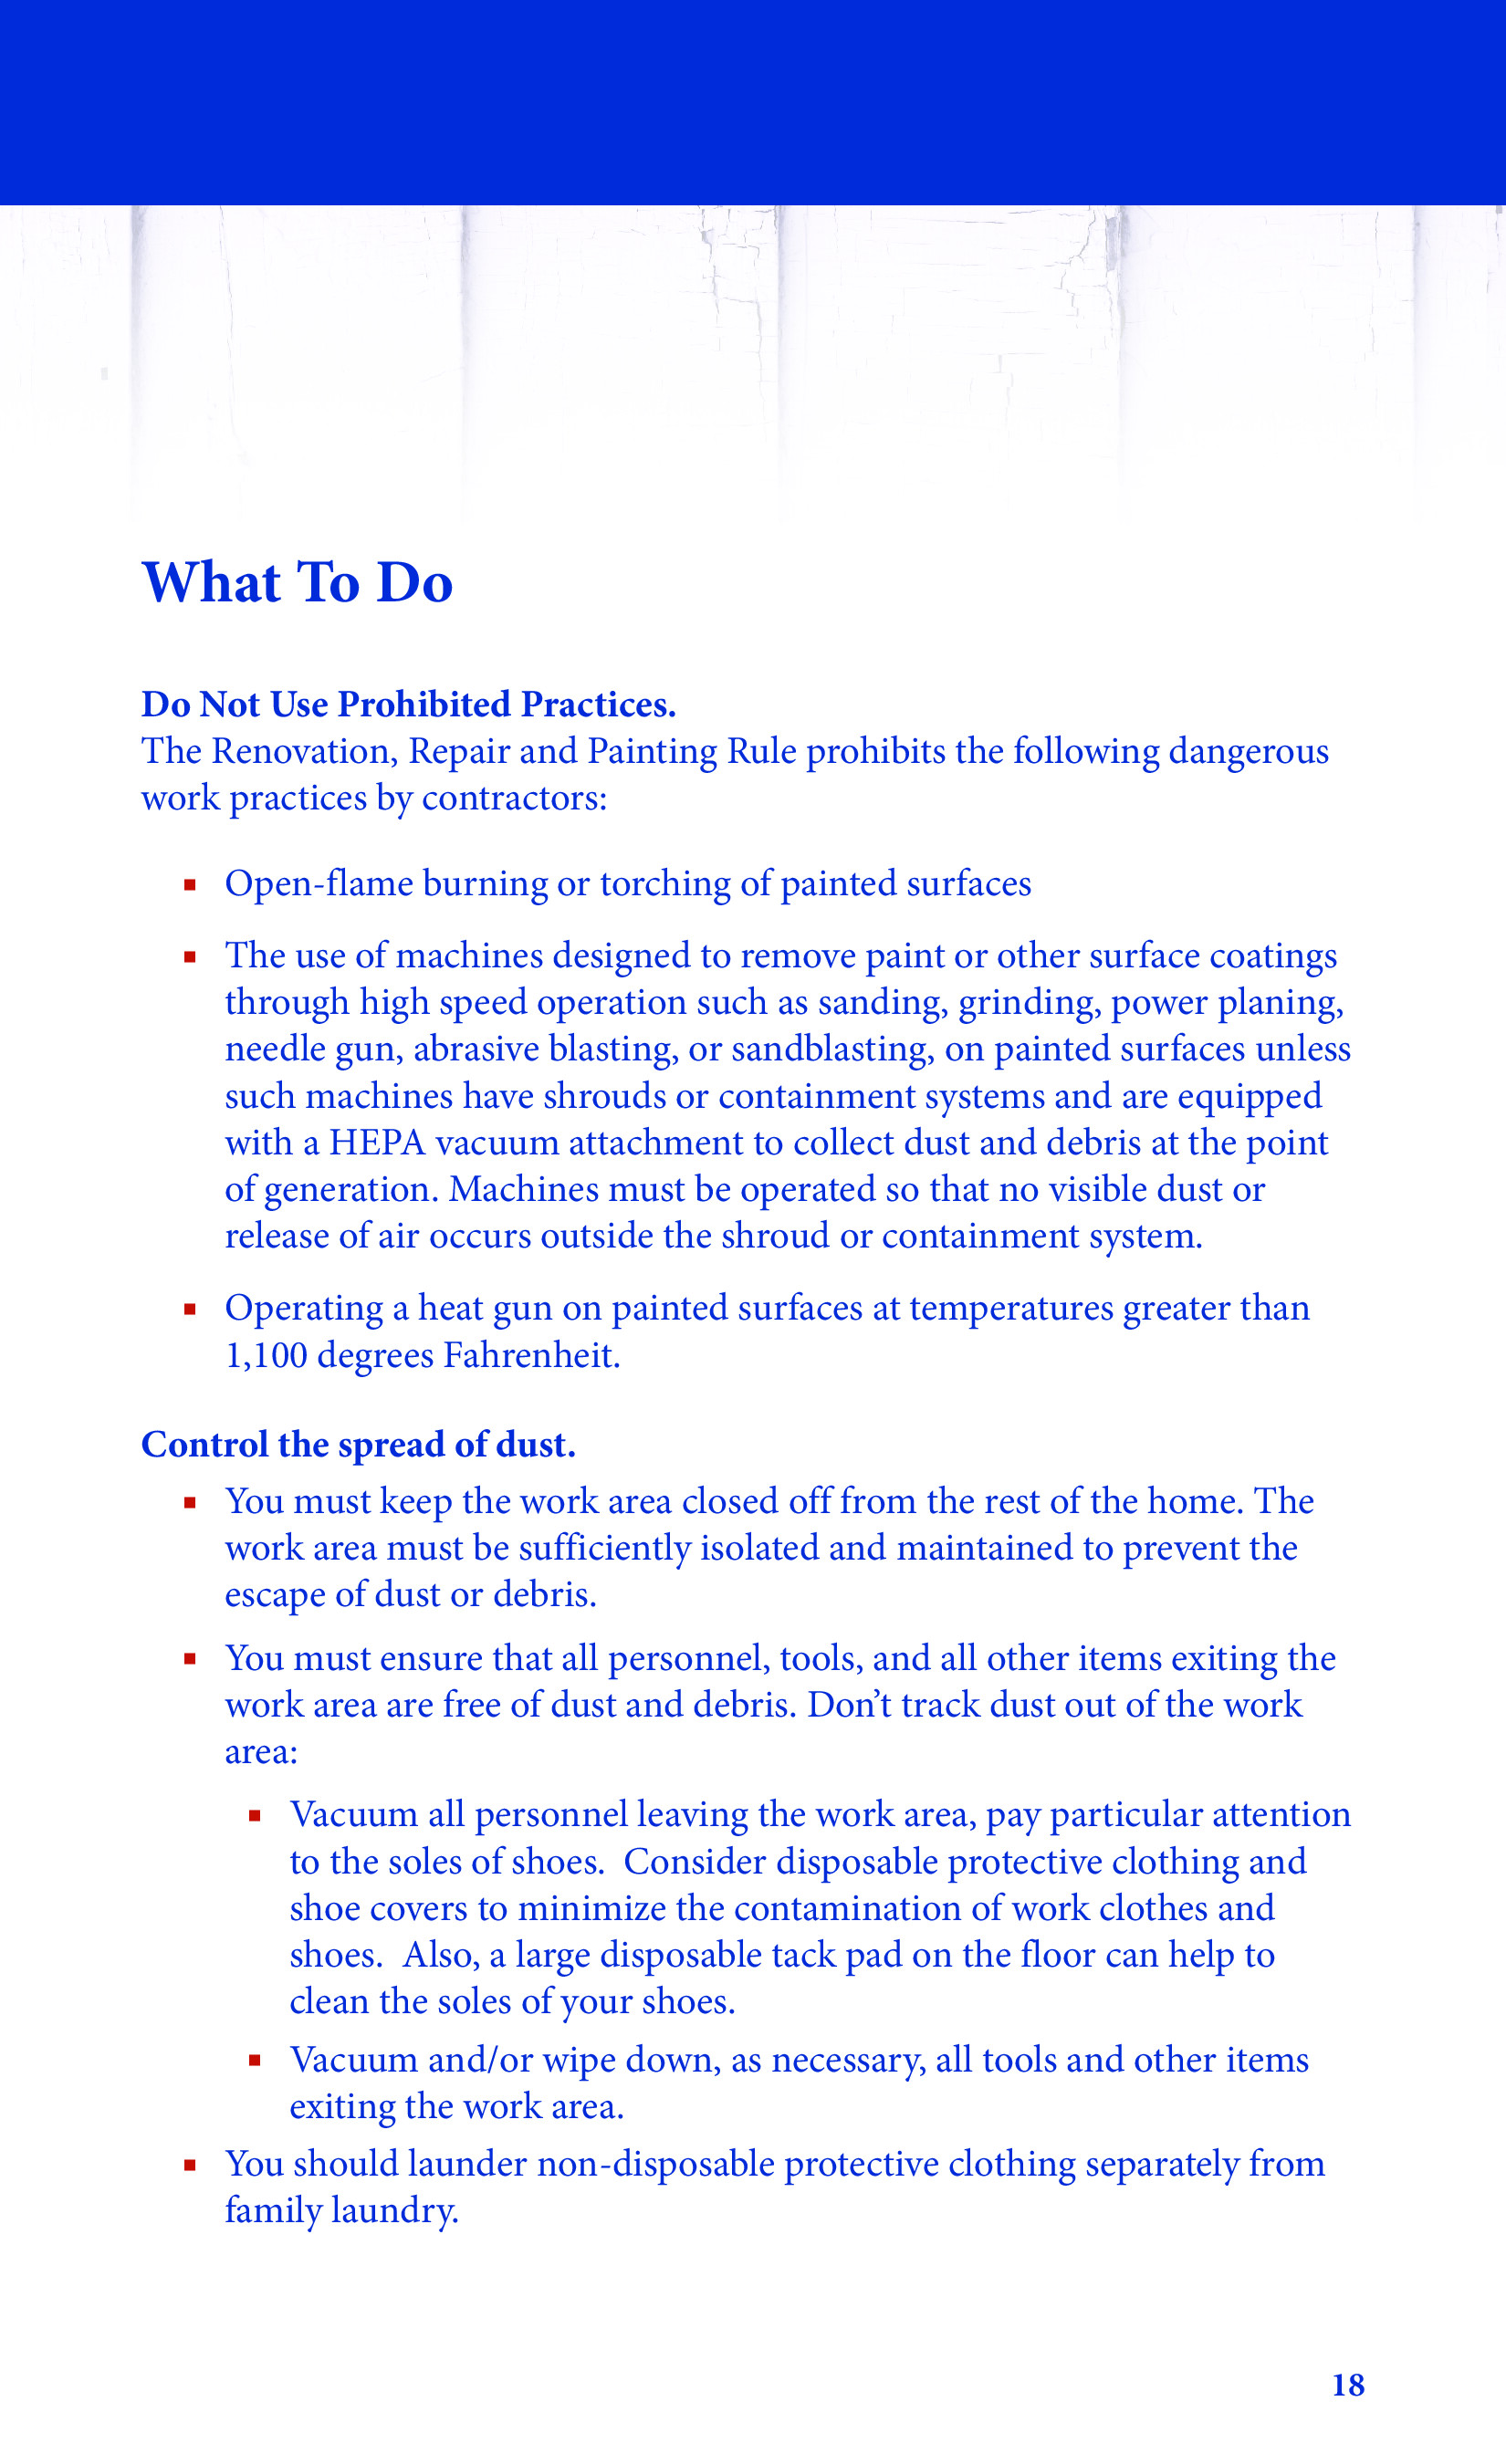 What To Do
Do Not Use Prohibited Practices.
The Renovation, Repair and Painting Rule prohibits the following dangerous
work practices by contractors:
▪ Open-flame burning or torching of painted surfaces
▪ The use of machines designed to remove paint or other surface coatings
through high speed operation such as sanding, grinding, power planing,
needle gun, abrasive blasting, or sandblasting, on painted surfaces unless
such machines have shrouds or containment systems and are equipped
with a HEPA vacuum attachment to collect dust and debris at the point
of generation. Machines must be operated so that no visible dust or
release of air occurs outside the shroud or containment system.
▪ Operating a heat gun on painted surfaces at temperatures greater than
1,100 degrees Fahrenheit.
Control the spread of dust.
▪ You must keep the work area closed off from the rest of the home. The
work area must be sufficiently isolated and maintained to prevent the
escape of dust or debris.
▪ You must ensure that all personnel, tools, and all other items exiting the
work area are free of dust and debris. Don’t track dust out of the work
area:
▪ Vacuum all personnel leaving the work area, pay particular attention
to the soles of shoes.  Consider disposable protective clothing and
shoe covers to minimize the contamination of work clothes and
shoes.  Also, a large disposable tack pad on the floor can help to
clean the soles of your shoes.
▪ Vacuum and/or wipe down, as necessary, all tools and other items
exiting the work area.
▪ You should launder non-disposable protective clothing separately from
family laundry.
18